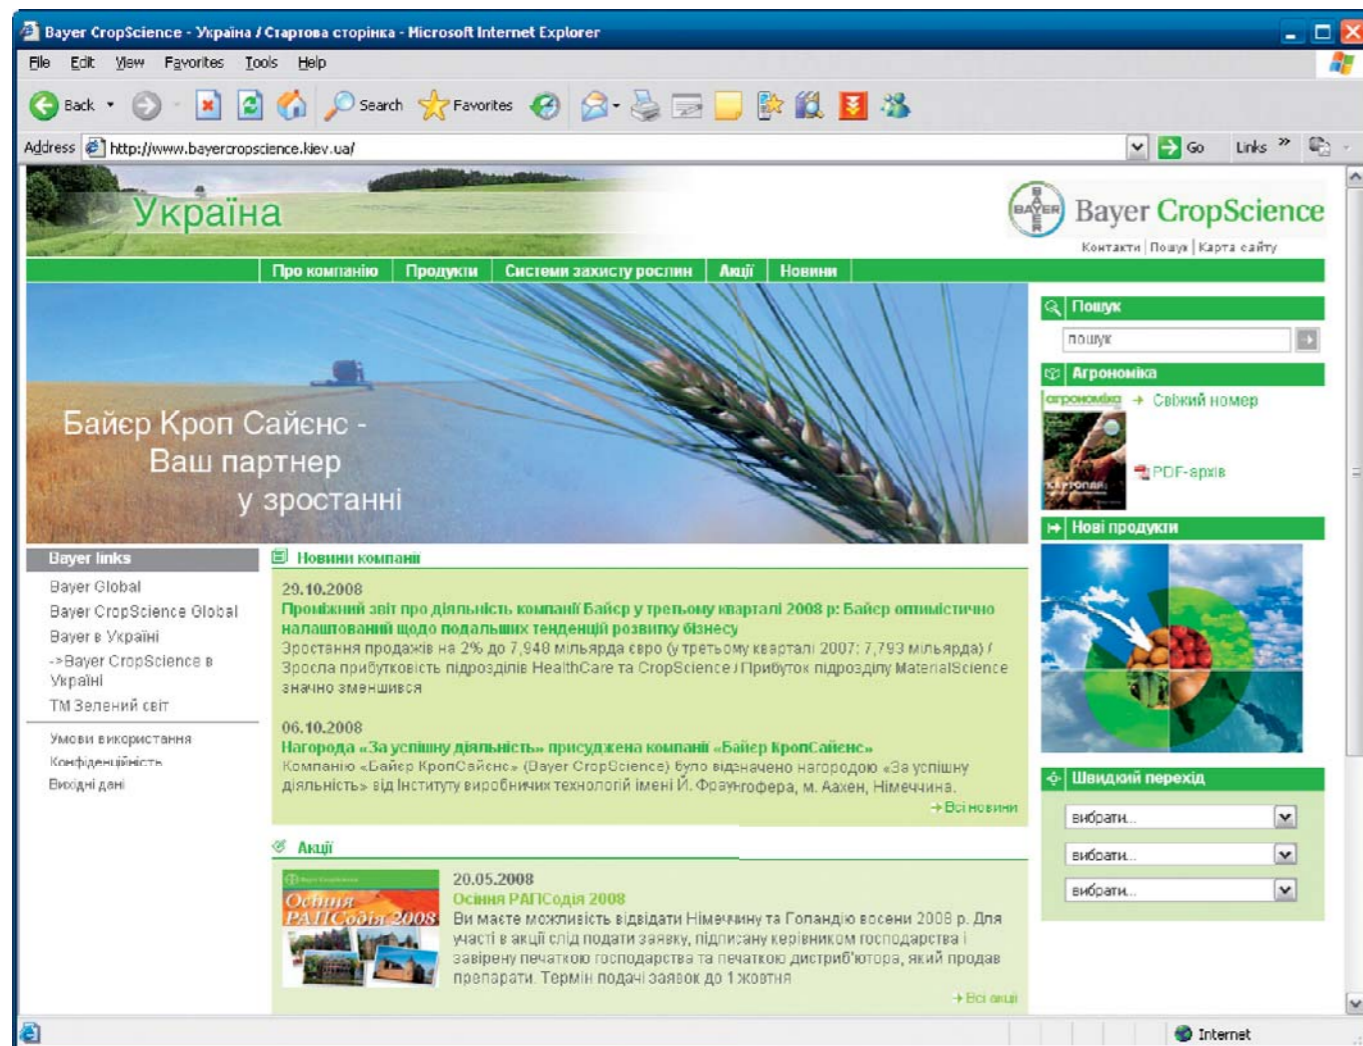 Bayer CropScience - Україна / Стартова сторінка - Microsoft Internet Explorer
File Edit View Favorites Tools Help
Back Search Favorites
Address http://www.bayercropscience.kiev.ua/ Go Links »
Україна
BAYER
BAYER
Bayer CropScience
Контакти | Пошук | Карта сайту
Про компанію Продукти Системи захисту рослин Акції Новини
Байєр Кроп Сайєнс -
Ваш партнер
у зростанні
Пошук
пошук
Агрономіка
агрономіка
Свіжий номер
КАРТОПЛЯ:
PDF-архів
Нові продукти
Bayer links
Bayer Global
Bayer CropScience Global
Bayer в Україні
->Bayer CropScience в
Україні
ТМ Зелений світ
Умови використання
Конфіденційність
Вихідні дані
Новини компанії
29.10.2008
Проміжний звіт про діяльність компанії Байєр у третьому кварталі 2008 р: Байєр оптимістично
налаштований щодо подальших тенденцій розвитку бізнесу
Зростання продажів на 2% до 7,948 мільярда євро (у третьому кварталі 2007: 7,793 мільярда) /
Зросла прибутковість підрозділів HealthCare та CropScience / Прибуток підрозділу MaterialScience
значно зменшився
06.10.2008
Нагорода «За успішну діяльність» присуджена компанії «Байєр КропСайєнс»
Компанію «Байєр КропСайєнс» (Bayer CropScience) було відзначено нагородою «За успішну
діяльність» від Інституту виробничих технологій імені Й. Фраунгофера, м. Аахен, Німеччина.
Всі новини
Акції
Bayer CropScience
Осіння
РАПСодія 2008
20.05.2008
Осіння РАПСодія 2008
Ви маєте можливість відвідати Німеччину та Голандію восени 2008 р. Для
участі в акції слід подати заявку, підписану керівником господарства і
завірену печаткою господарства та печаткою дистриб'ютора, який продав
препарати. Термін подачі заявок до 1 жовтня
Всі акції
Швидкий перехід
вибрати...
вибрати...
вибрати...
Internet